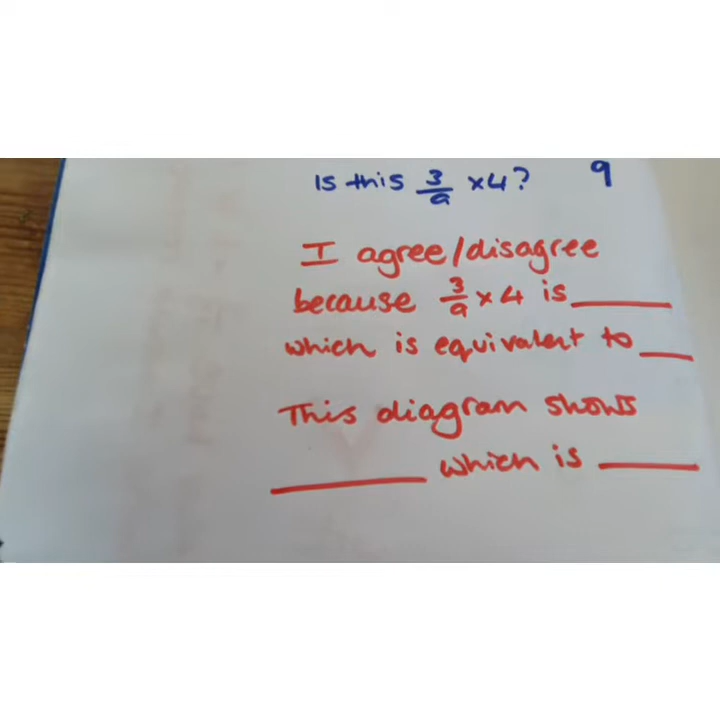 Is this 3/9 ×4? 9
I agree/disagree
because 3/9 ×4 is ______
which is equivalent to ____
This diagram shows
________ which is ______